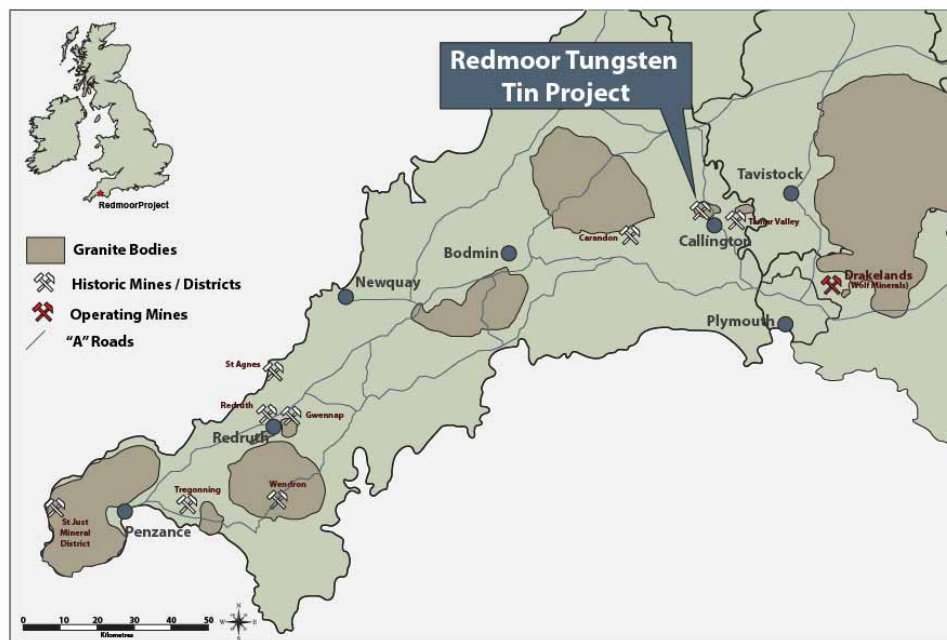 Redmoor Tungsten
Tin Project
RedmoorProject
Granite Bodies
Historic Mines / Districts
Operating Mines
"A" Roads
Tavistock
Tamar Valley
Carandon
Callington
Bodmin
Newquay
Drakelands
(Wolf Minerals)
Plymouth
St Agnes
Redruth
Gwennap
Redruth
Tregonning
Wendron
St Just
Mineral
District
Penzance
0 10 20 30 40 50
Kilometres